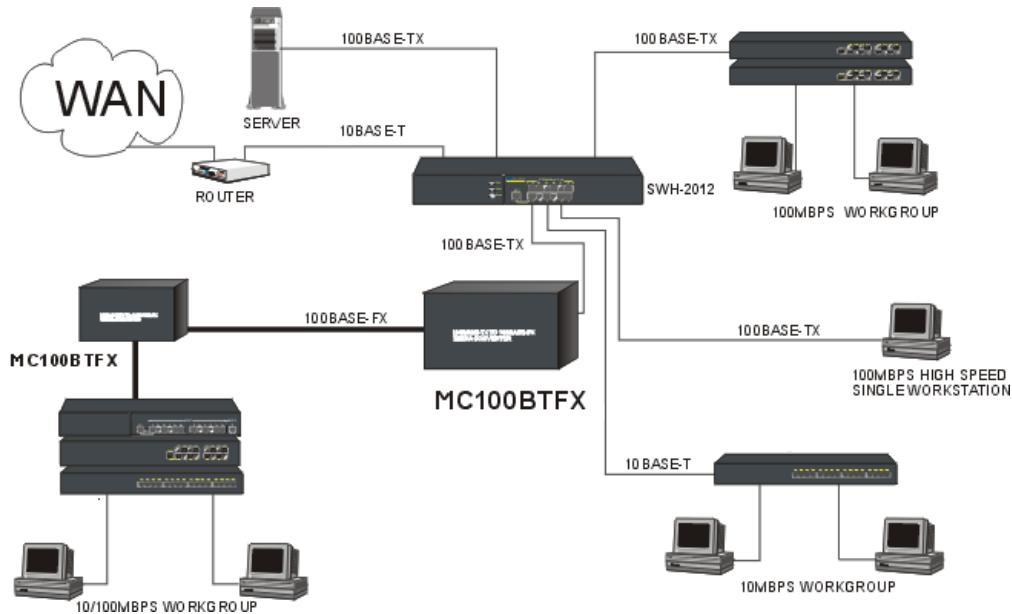 100BASE-TX
100BASE-TX
WAN
SERVER
10BASE-T
ROUTER
SWH-2012
100MBPS WORKGROUP
100BASE-TX
100BASE-FX
100BASE-TX
MC100BTFX
100MBPS HIGH SPEED
SINGLE WORKSTATION
MC100BTFX
10BASE-T
10MBPS WORKGROUP
10/100MBPS WORKGROUP